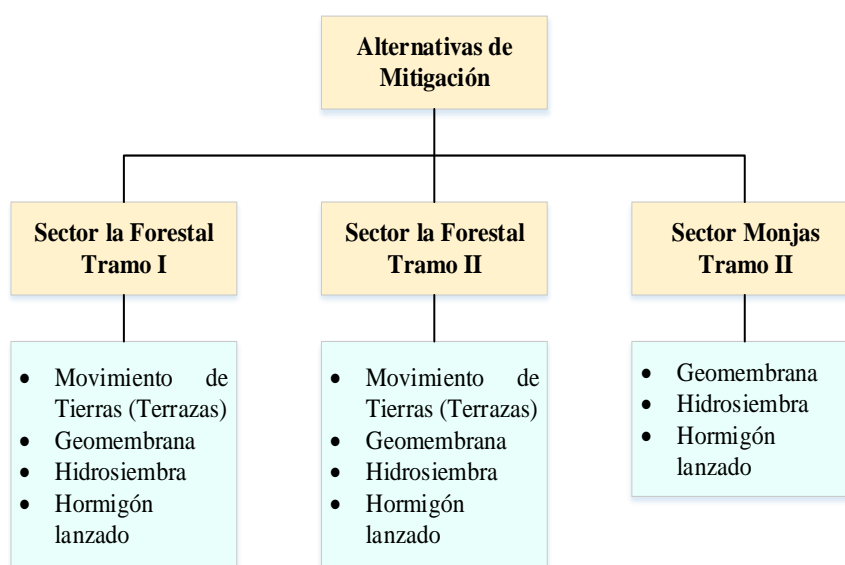 Alternativas de
Mitigación
Sector la Forestal
Tramo I
Sector la Forestal
Tramo II
Sector Monjas
Tramo II
• Movimiento de
Tierras (Terrazas)
• Geomembrana
• Hidrosiembra
• Hormigón
lanzado
• Movimiento de
Tierras (Terrazas)
• Geomembrana
• Hidrosiembra
• Hormigón
lanzado
• Geomembrana
• Hidrosiembra
• Hormigón
lanzado